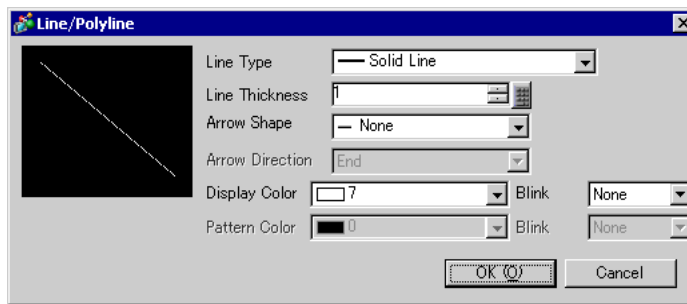 Line/Polyline
Line Type — Solid Line
Line Thickness 1
Arrow Shape — None
Arrow Direction End
Display Color 7 Blink None
Pattern Color 0 Blink None
OK (O) Cancel